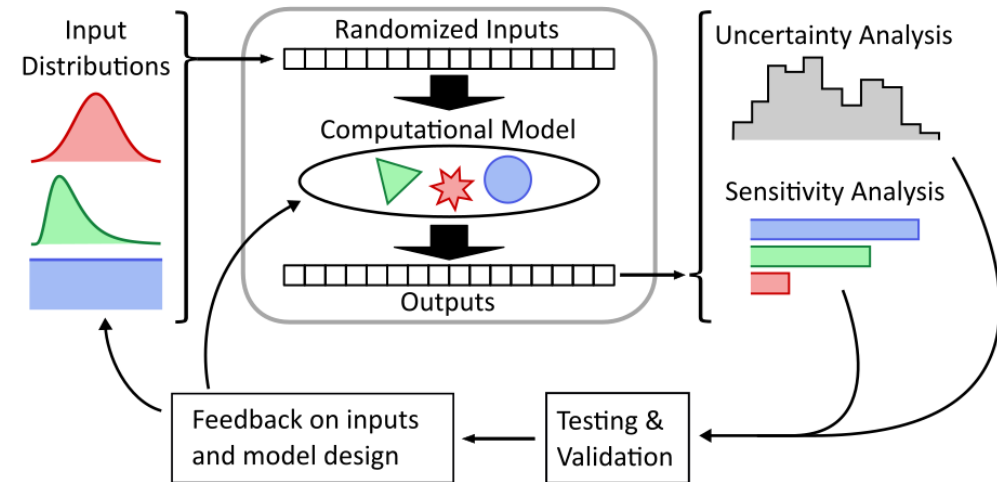 Input
Distributions
Randomized Inputs
Computational Model
Outputs
Uncertainty Analysis
Sensitivity Analysis
Testing &
Validation
Feedback on inputs
and model design